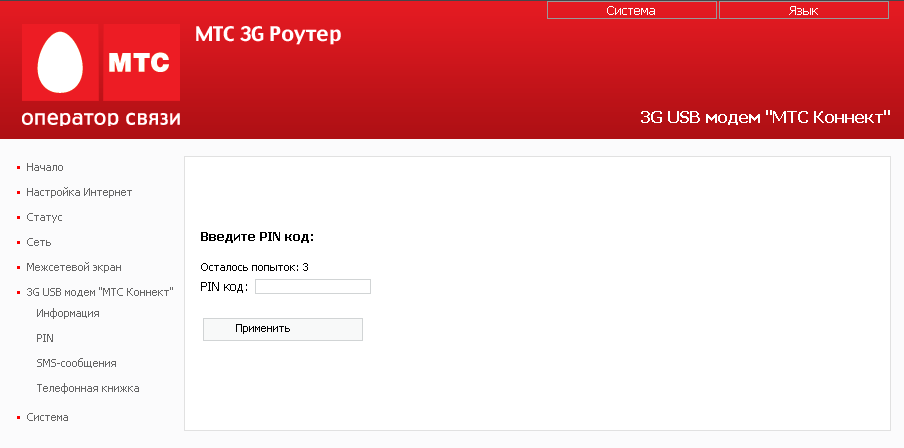 Система
Язык
МТС 3G Роутер
МТС
оператор связи
3G USB модем "МТС Коннект"
Начало
Настройка Интернет
Статус
Сеть
Межсетевой экран
3G USB модем "МТС Коннект"
Информация
PIN
SMS-сообщения
Телефонная книжка
Система
Введите PIN код:
Осталось попыток: 3
PIN код:
Применить